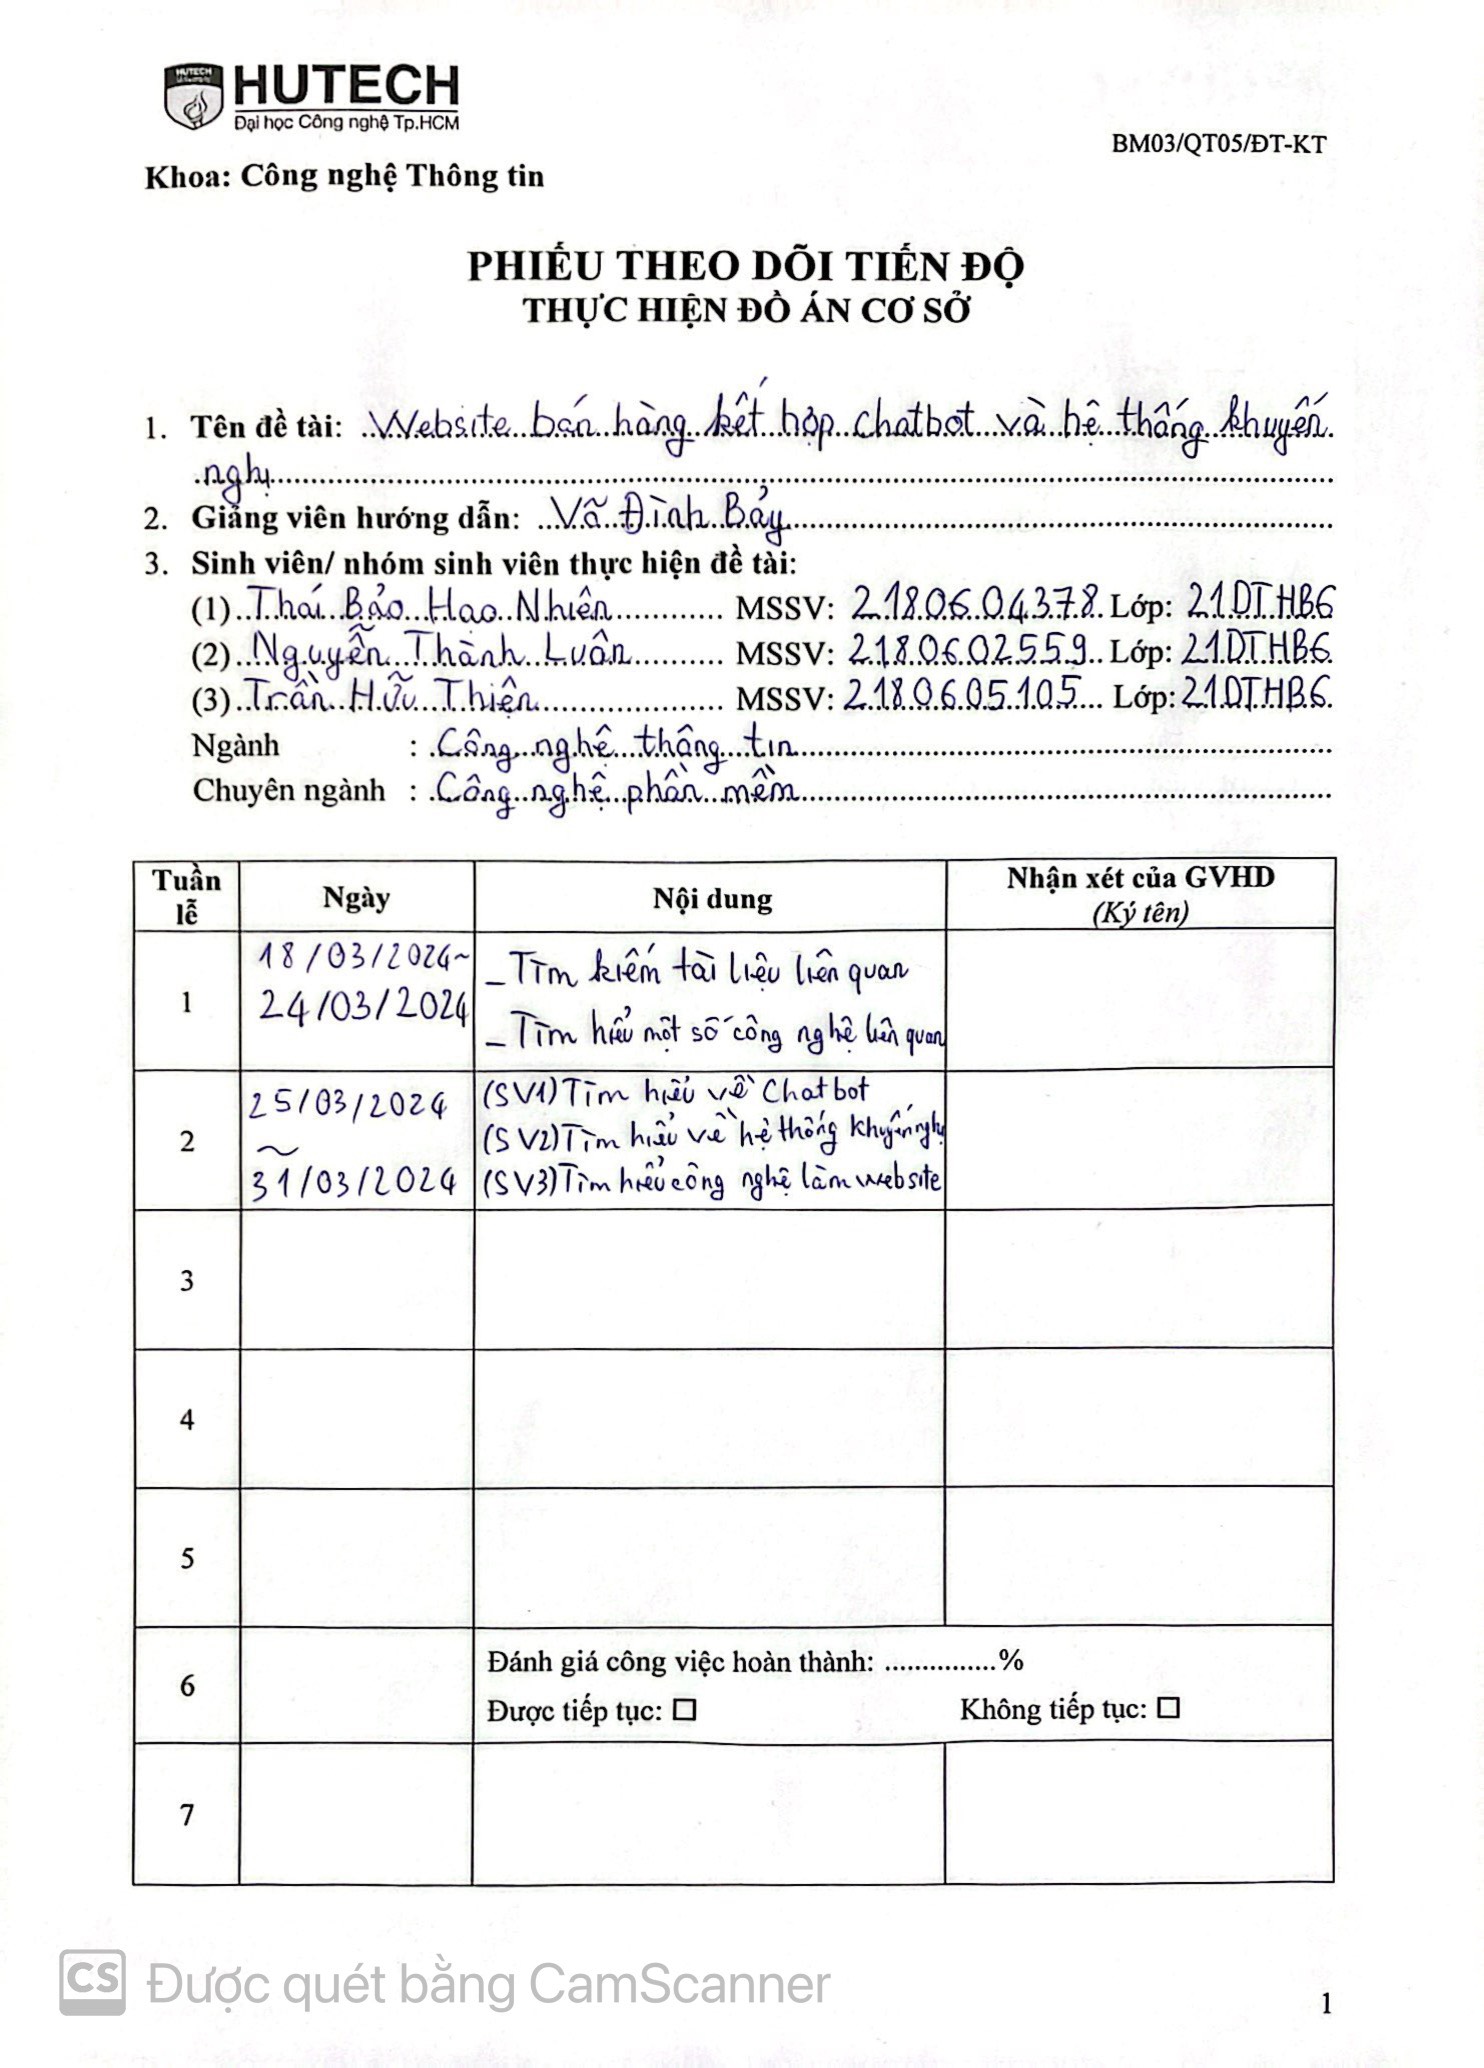 HUTECH
HUTECH
Đại học Công nghệ Tp.HCM
BM03/QT05/ĐT-KT
Khoa: Công nghệ Thông tin
PHIẾU THEO DÕI TIẾN ĐỘ
THỰC HIỆN ĐỒ ÁN CƠ SỞ
1. Tên đề tài: Website bán hàng kết hợp chatbot và hệ thống khuyến
nghị
2. Giảng viên hướng dẫn: Võ Đình Bảy
3. Sinh viên/ nhóm sinh viên thực hiện đề tài:
(1) Thái Bảo Hạo Nhiên MSSV: 2180604378 Lớp: 21DTHB6
(2) Nguyễn Thành Luân MSSV: 2180602559 Lớp: 21DTHB6
(3) Trần Hữu Thiện MSSV: 2180605105 Lớp: 21DTHB6
Ngành : Công nghệ thông tin
Chuyên ngành : Công nghệ phần mềm
Tuần lễ Ngày Nội dung Nhận xét của GVHD
(Ký tên)
1 18/03/2024~ - Tìm kiếm tài liệu liên quan
24/03/2024 - Tìm hiểu một số công nghệ liên quan
2 25/03/2024 (SV1) Tìm hiểu về Chatbot
~ (SV2) Tìm hiểu về hệ thống khuyến nghị
31/03/2024 (SV3) Tìm hiểu công nghệ làm website
3
4
5
6 Đánh giá công việc hoàn thành: ...............%
Được tiếp tục: ☐ Không tiếp tục: ☐
7
CS Được quét bằng CamScanner
1